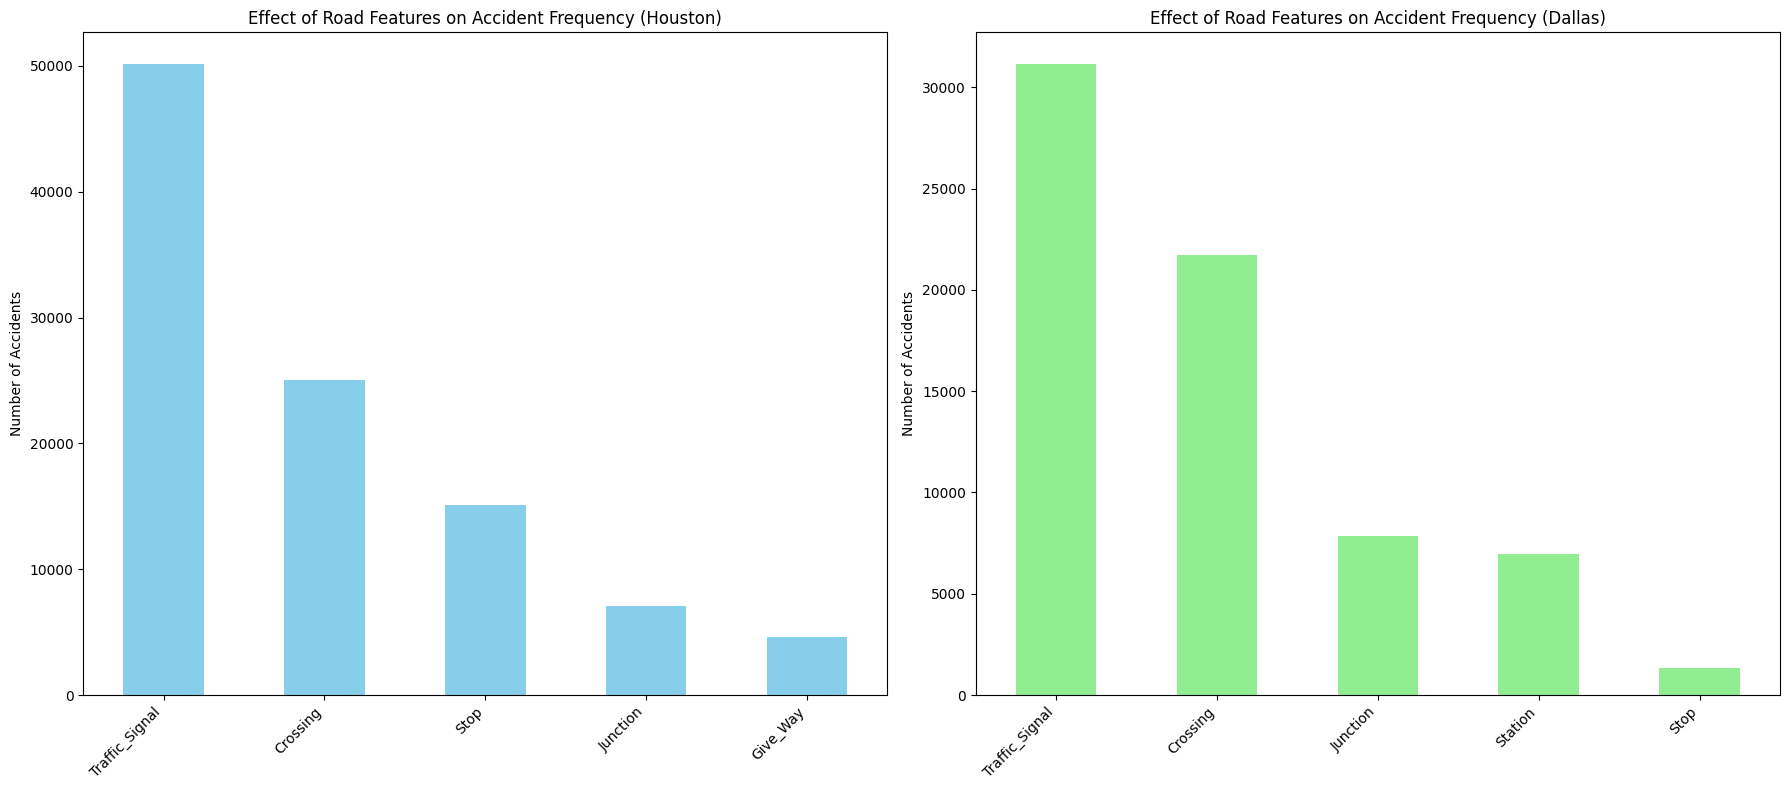 Effect of Road Features on Accident Frequency (Houston)
Number of Accidents
50000
40000
30000
20000
10000
0
Traffic_Signal
Crossing
Stop
Junction
Give_Way
Effect of Road Features on Accident Frequency (Dallas)
Number of Accidents
30000
25000
20000
15000
10000
5000
0
Traffic_Signal
Crossing
Junction
Station
Stop